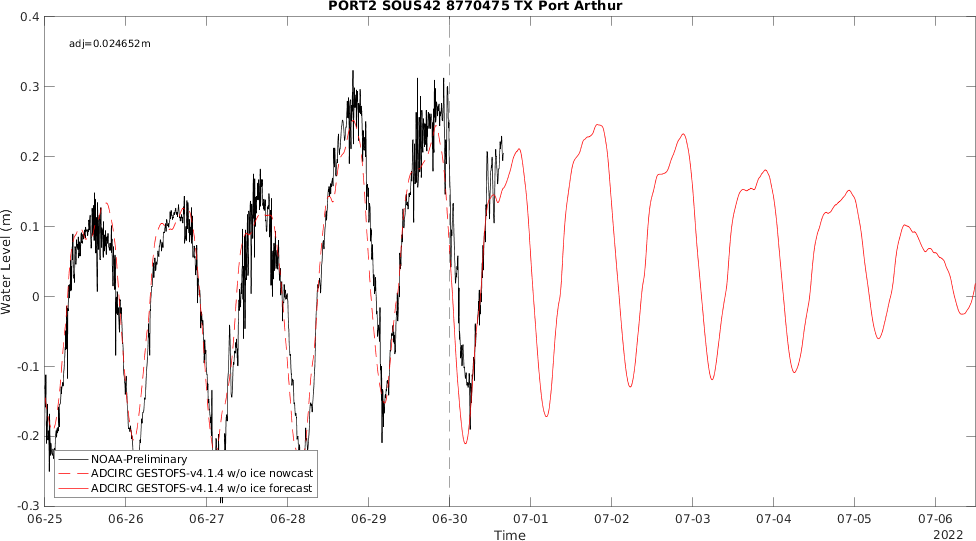 PORT2 SOUS42 8770475 TX Port Arthur
adj=0.024652m
0.4
0.3
0.2
0.1
0
-0.1
-0.2
-0.3
Water Level (m)
NOAA-Preliminary
ADCIRC GESTOFS-v4.1.4 w/o ice nowcast
ADCIRC GESTOFS-v4.1.4 w/o ice forecast
06-25 06-26 06-27 06-28 06-29 06-30 07-01 07-02 07-03 07-04 07-05 07-06
Time
2022